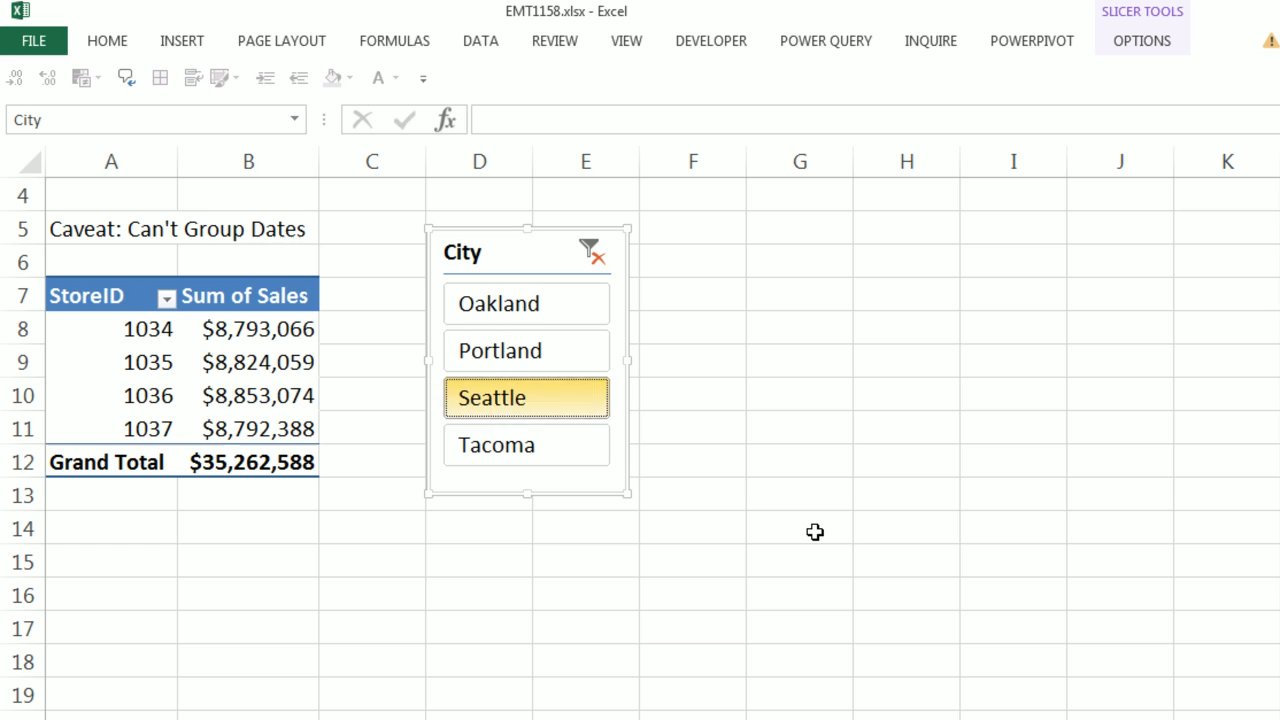 EMT1158.xlsx - Excel
SLICER TOOLS
FILE HOME INSERT PAGE LAYOUT FORMULAS DATA REVIEW VIEW DEVELOPER POWER QUERY INQUIRE POWERPIVOT OPTIONS
City fx
A B C D E F G H I J K
4
5 Caveat: Can't Group Dates
6 City
7 StoreID Sum of Sales
8 1034 $8,793,066 Oakland
9 1035 $8,824,059 Portland
10 1036 $8,853,074 Seattle
11 1037 $8,792,388 Tacoma
12 Grand Total $35,262,588
13
14
15
16
17
18
19